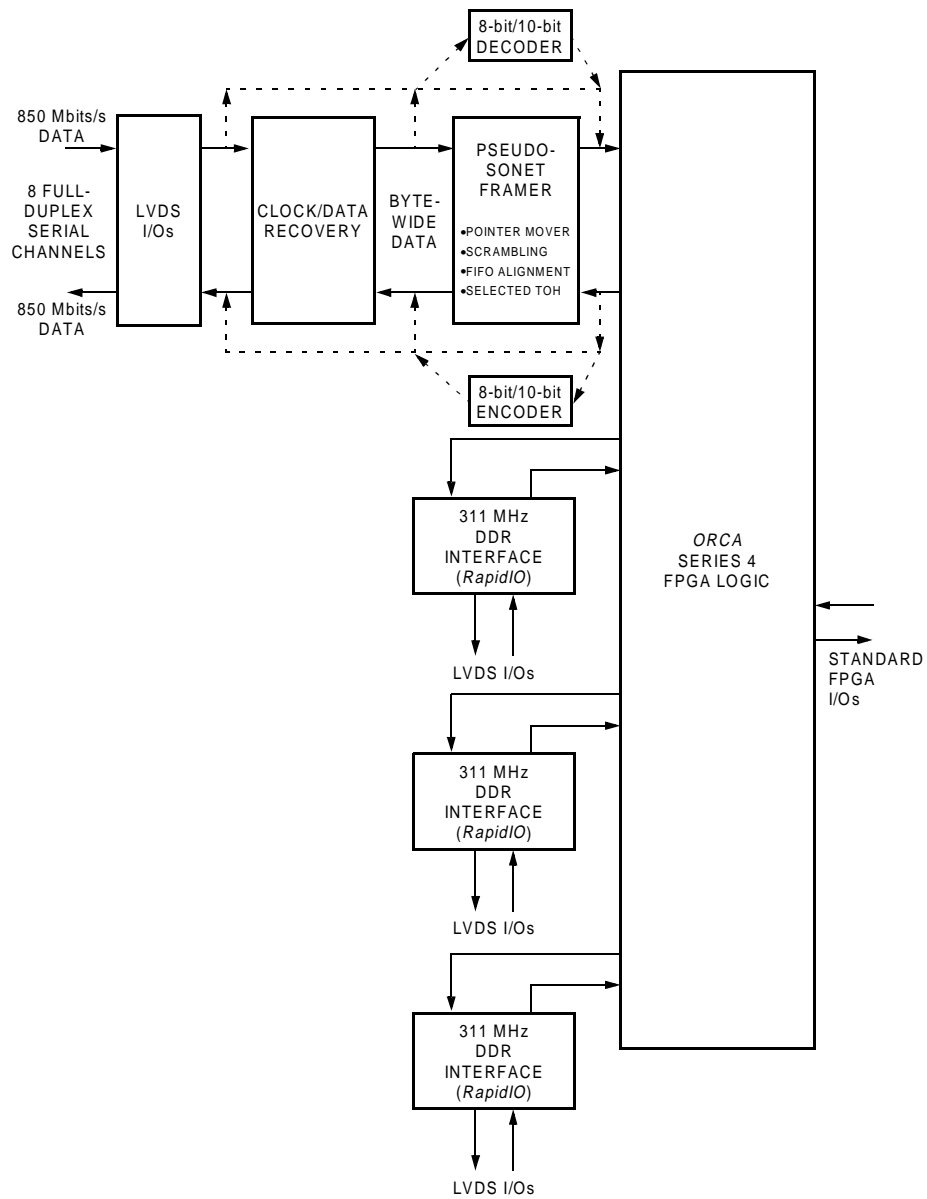 8-bit/10-bit
DECODER
850 Mbits/s
DATA
8 FULL-
DUPLEX
SERIAL
CHANNELS
850 Mbits/s
DATA
LVDS
I/Os
CLOCK/DATA
RECOVERY
BYTE-
WIDE
DATA
PSEUDO-
SONET
FRAMER
•POINTER MOVER
•SCRAMBLING
•FIFO ALIGNMENT
•SELECTED TOH
8-bit/10-bit
ENCODER
311 MHz
DDR
INTERFACE
(RapidIO)
LVDS I/Os
311 MHz
DDR
INTERFACE
(RapidIO)
LVDS I/Os
311 MHz
DDR
INTERFACE
(RapidIO)
LVDS I/Os
ORCA
SERIES 4
FPGA LOGIC
STANDARD
FPGA
I/Os